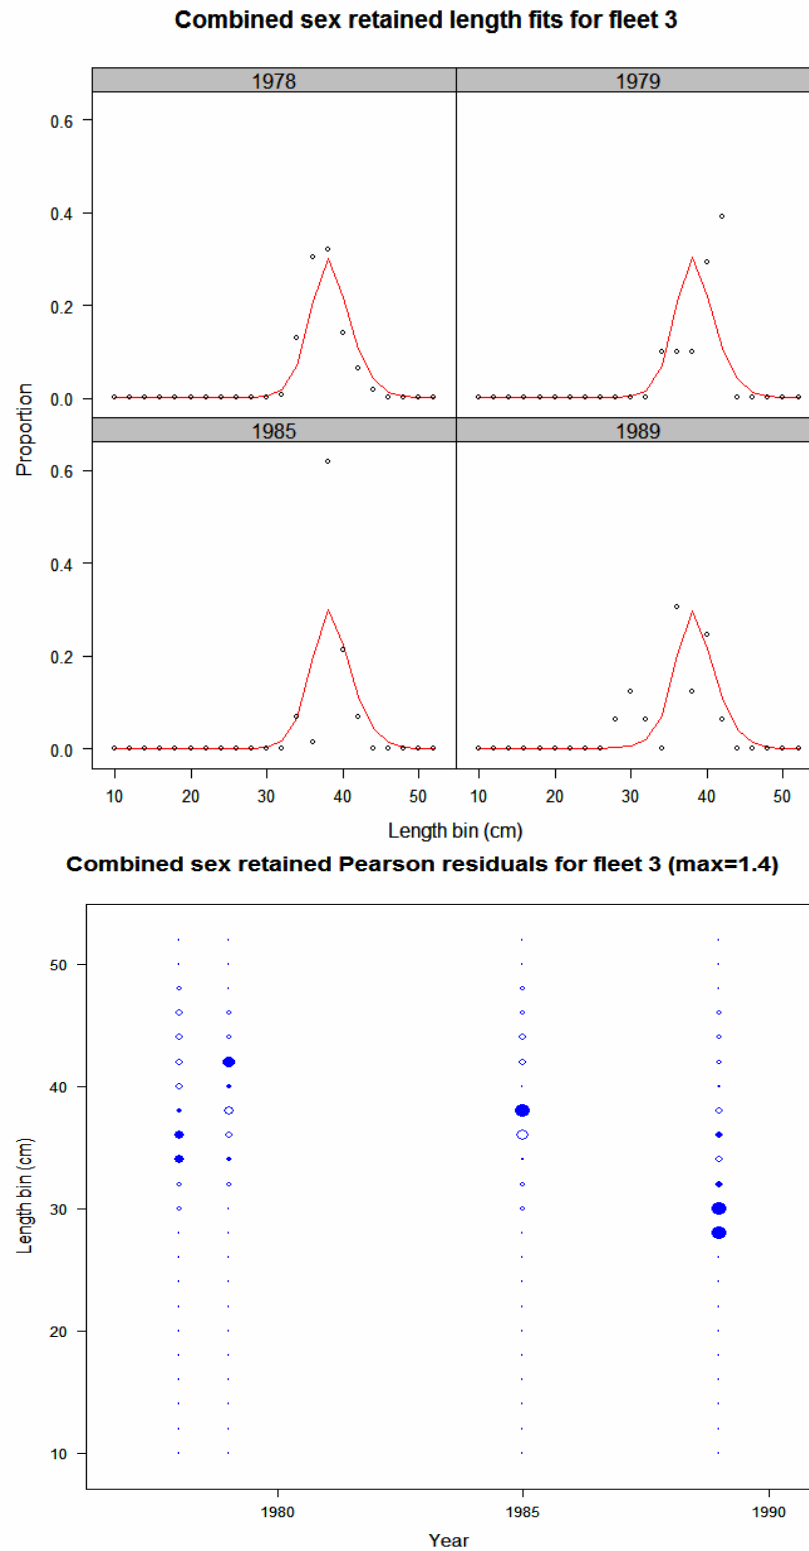 Combined sex retained length fits for fleet 3
1978 1979
0.6
0.4
0.2
0.0
1985 1989
0.6
0.4
0.2
0.0
Proportion
10 20 30 40 50 10 20 30 40 50
Length bin (cm)
Combined sex retained Pearson residuals for fleet 3 (max=1.4)
50
40
30
20
10
Length bin (cm)
1980 1985 1990
Year